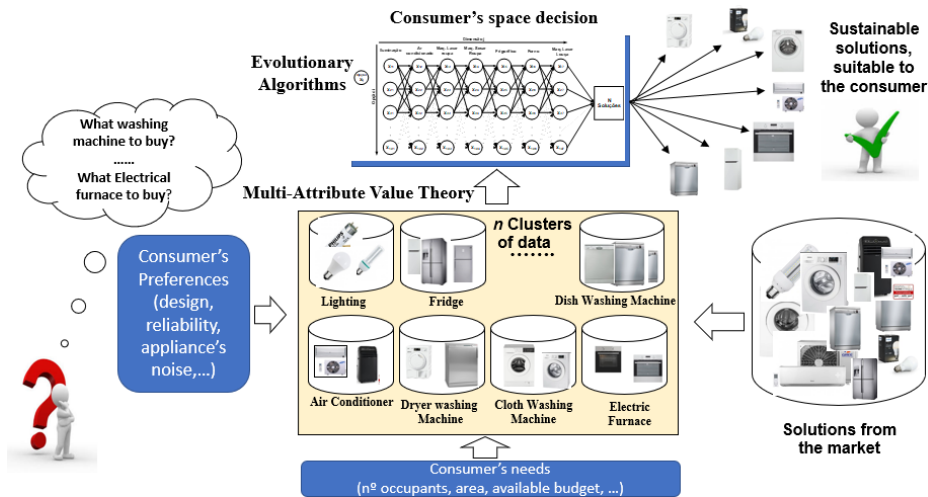 Consumer's space decision
Evolutionary
Algorithms
N
Soluções
Sustainable
solutions,
suitable to
the consumer
What washing
machine to buy?
......
What Electrical
furnace to buy?
Multi-Attribute Value Theory
n Clusters
of data
Lighting
Fridge
Dish Washing Machine
Air Conditioner
Dryer washing
Machine
Cloth Washing
Machine
Electric
Furnace
Consumer's
Preferences
(design,
reliability,
appliance's
noise,...)
Solutions from
the market
Consumer's needs
(nº occupants, area, available budget, ...)